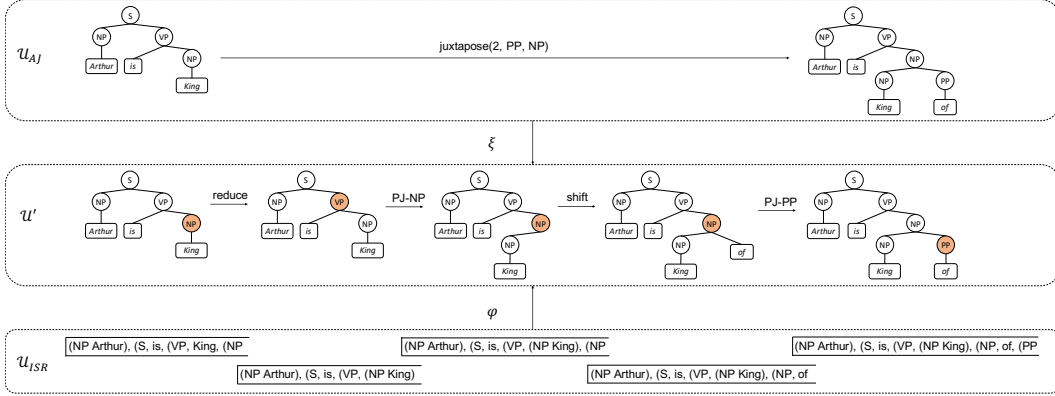 𝒰_AJ
S
NP VP
Arthur is NP
King
juxtapose(2, PP, NP)
S
NP VP
Arthur is NP
NP PP
King of
ξ
𝒰′
S
NP VP
Arthur is NP
King
reduce
S
NP VP
Arthur is NP
King
PJ-NP
S
NP VP
Arthur is NP
NP
King
shift
S
NP VP
Arthur is NP
NP of
King
PJ-PP
S
NP VP
Arthur is NP
NP PP
King of
φ
𝒰_ISR
(NP Arthur), (S, is, (VP, King, (NP
(NP Arthur), (S, is, (VP, (NP King)
(NP Arthur), (S, is, (VP, (NP King), (NP
(NP Arthur), (S, is, (VP, (NP King), (NP, of
(NP Arthur), (S, is, (VP, (NP King), (NP, of, (PP